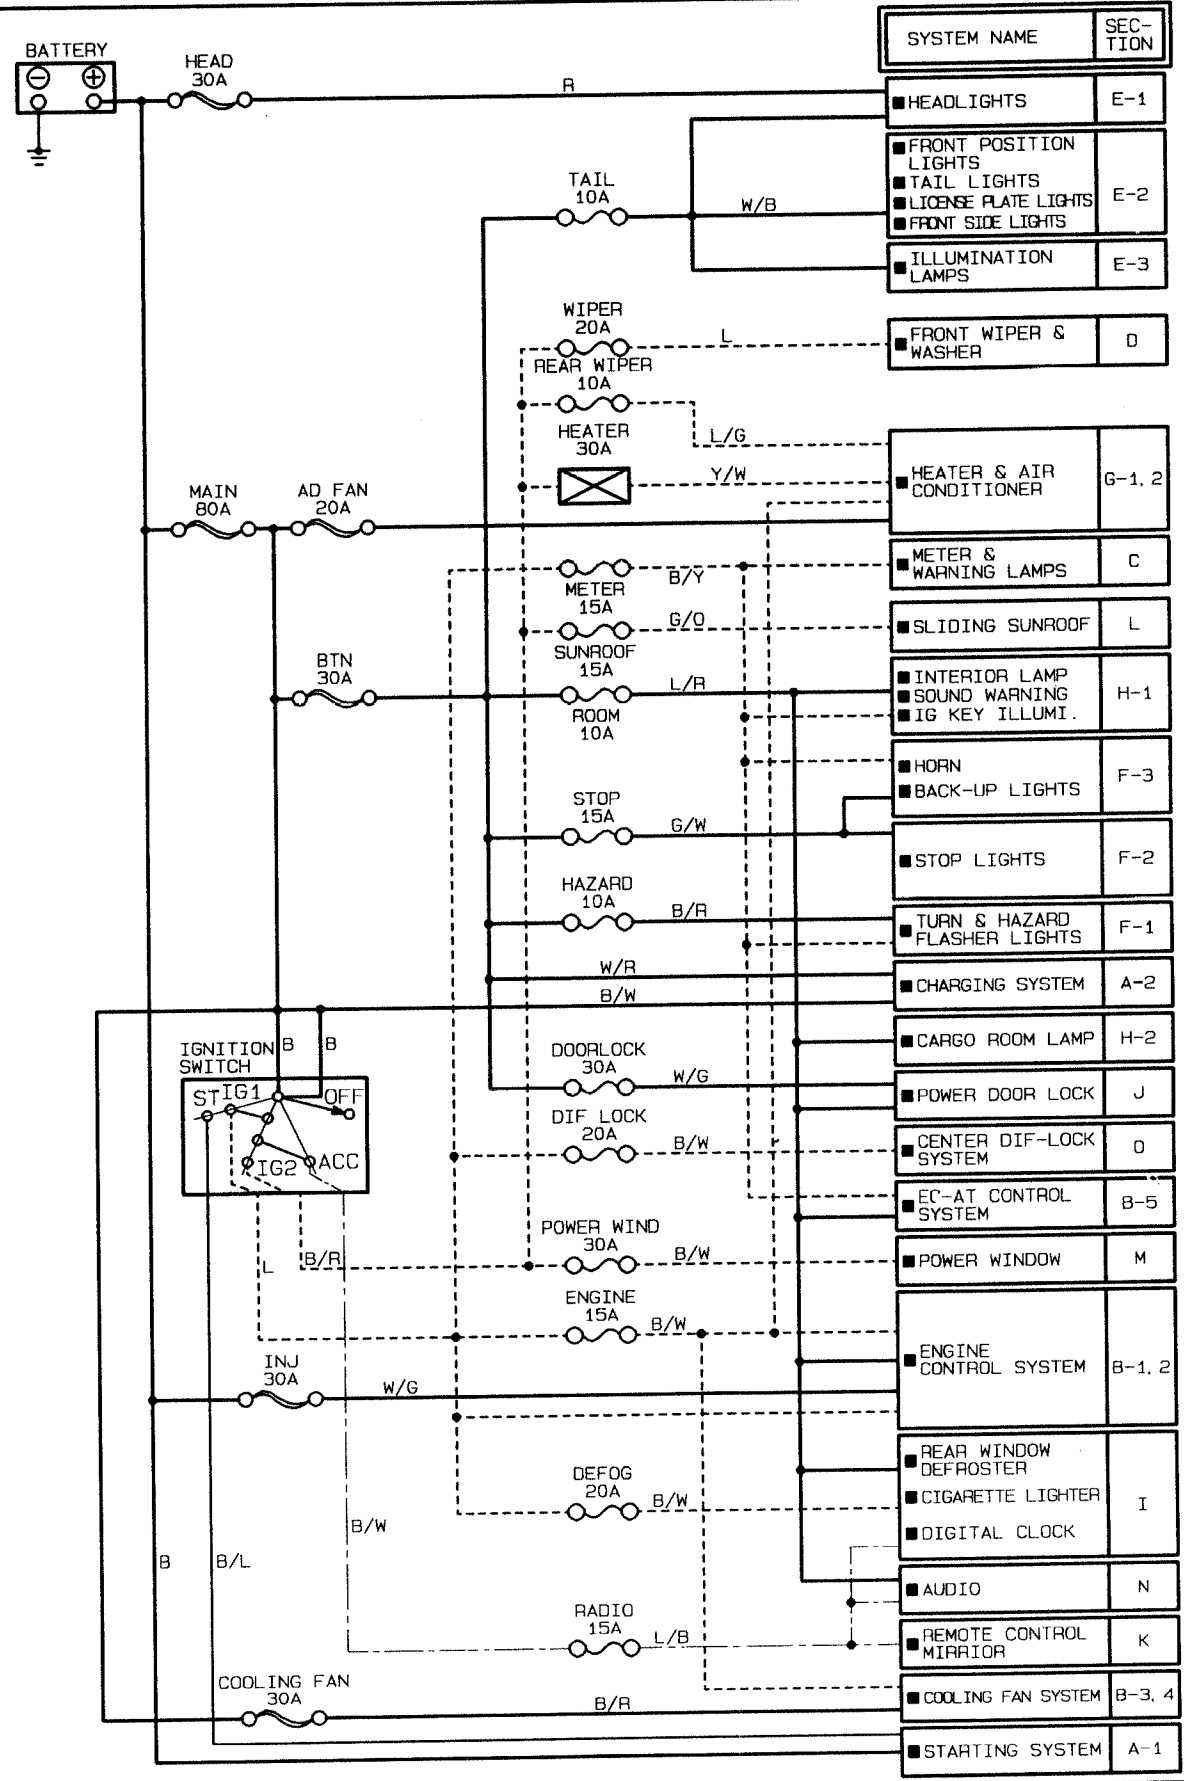 SYSTEM NAME
SEC-
TION
BATTERY
HEAD
30A
R
HEADLIGHTS
E-1
FRONT POSITION
LIGHTS
TAIL LIGHTS
LICENSE PLATE LIGHTS
FRONT SIDE LIGHTS
E-2
TAIL
10A
W/B
ILLUMINATION
LAMPS
E-3
WIPER
20A
L
FRONT WIPER &
WASHER
D
REAR WIPER
10A
L/G
HEATER
30A
Y/W
HEATER & AIR
CONDITIONER
G-1, 2
MAIN
80A
AD FAN
20A
METER
15A
B/Y
METER &
WARNING LAMPS
C
G/O
SUNROOF
15A
SLIDING SUNROOF
L
BTN
30A
L/R
ROOM
10A
INTERIOR LAMP
SOUND WARNING
IG KEY ILLUMI.
H-1
HORN
BACK-UP LIGHTS
F-3
STOP
15A
G/W
STOP LIGHTS
F-2
HAZARD
10A
B/R
TURN & HAZARD
FLASHER LIGHTS
F-1
W/R
B/W
CHARGING SYSTEM
A-2
IGNITION
SWITCH
B
B
ST
IG1
OFF
IG2
ACC
CARGO ROOM LAMP
H-2
DOORLOCK
30A
W/G
POWER DOOR LOCK
J
DIF LOCK
20A
B/W
CENTER DIF-LOCK
SYSTEM
O
EC-AT CONTROL
SYSTEM
B-5
POWER WIND
30A
B/W
POWER WINDOW
M
L
B/R
ENGINE
15A
B/W
ENGINE
CONTROL SYSTEM
B-1, 2
INJ
30A
W/G
REAR WINDOW
DEFROSTER
CIGARETTE LIGHTER
DIGITAL CLOCK
I
DEFOG
20A
B/W
B/W
B
B/L
AUDIO
N
RADIO
15A
L/B
REMOTE CONTROL
MIRRIOR
K
COOLING FAN
30A
B/R
COOLING FAN SYSTEM
B-3, 4
STARTING SYSTEM
A-1